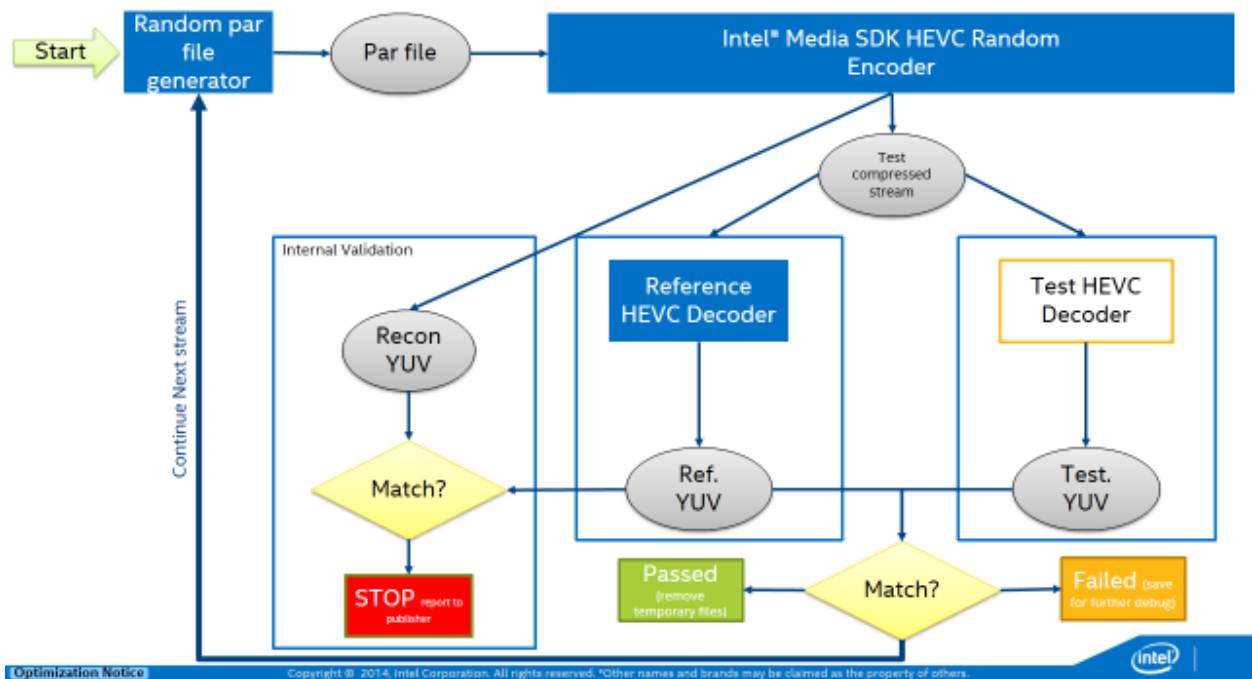 Start
Random par
file
generator
Par file
Intel® Media SDK HEVC Random
Encoder
Test
compressed
stream
Internal Validation
Recon
YUV
Match?
STOP report to
publisher
Reference
HEVC Decoder
Ref.
YUV
Test HEVC
Decoder
Test.
YUV
Passed
(remove
temporary files)
Match?
Failed (save
for further debug)
Continue Next stream
Optimization Notice
Copyright © 2014, Intel Corporation. All rights reserved. *Other names and brands may be claimed as the property of others.
intel